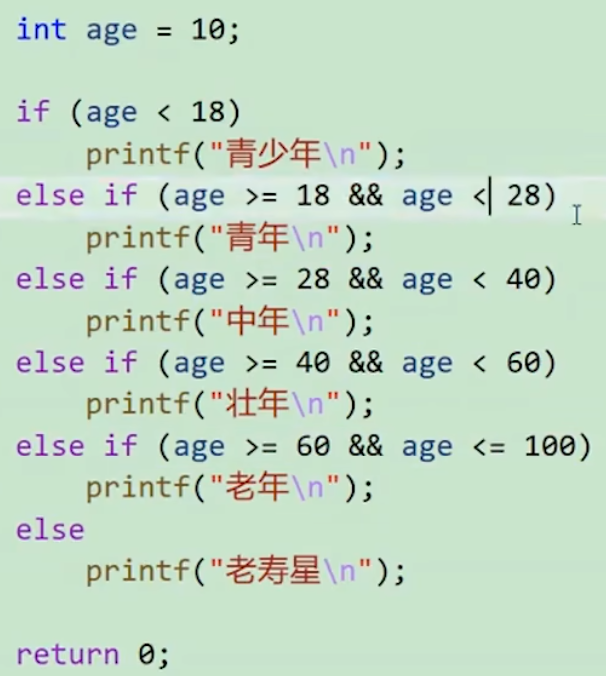 int age = 10;
if (age < 18)
printf("青少年\n");
else if (age >= 18 && age < 28)
printf("青年\n");
else if (age >= 28 && age < 40)
printf("中年\n");
else if (age >= 40 && age < 60)
printf("壮年\n");
else if (age >= 60 && age <= 100)
printf("老年\n");
else
printf("老寿星\n");
return 0;